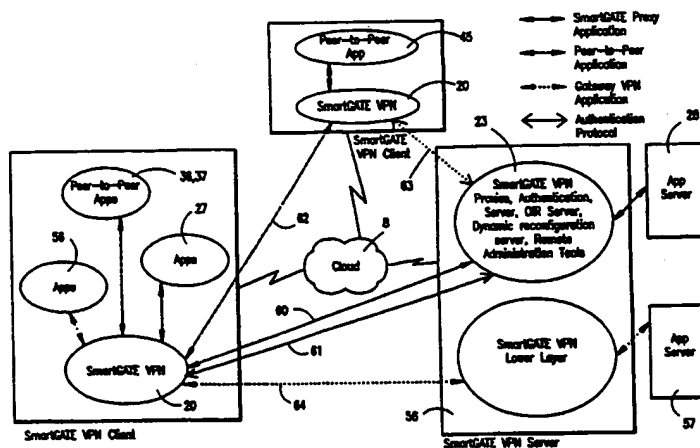 SmartGATE Proxy
Application
Peer-to-Peer
Application
Gateway VPN
Application
Authentication
Protocol
45
Peer-to-Peer
App
SmartGATE VPN
20
SmartGATE
VPN Client
63
23
28
SmartGATE VPN
Proxies, Authentication,
Server, OIR Server,
Dynamic reconfiguration
server, Remote
Administration Tools
App
Server
36,37
Peer-to-Peer
Apps
27
56
Apps
Apps
62
8
Cloud
60
61
SmartGATE VPN
Lower Layer
App
Server
SmartGATE VPN
20
64
56
57
SmartGATE VPN Client
SmartGATE VPN Server